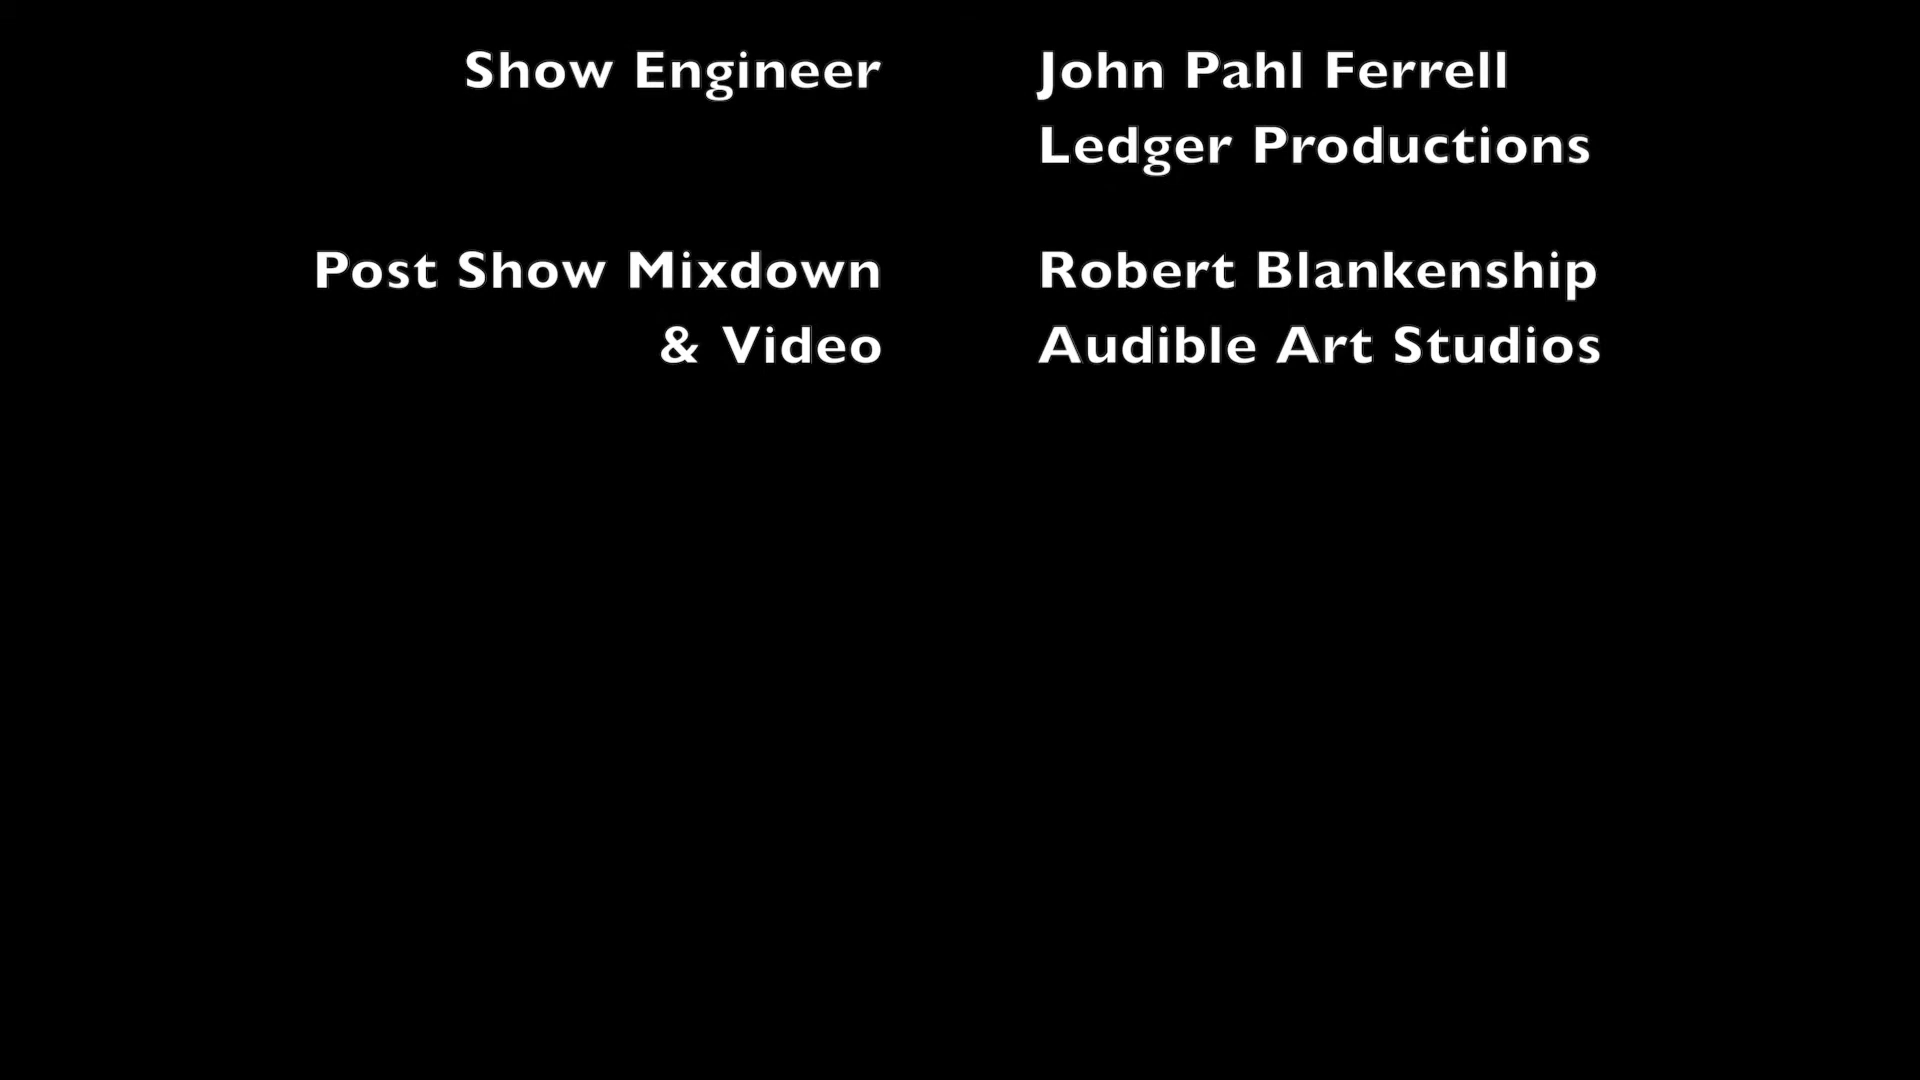 Show Engineer John Pahl Ferrell
Ledger Productions
Post Show Mixdown Robert Blankenship
& Video Audible Art Studios